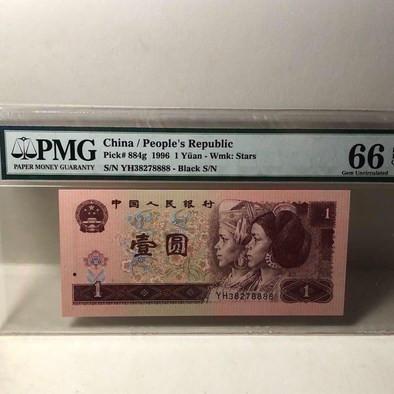 PMG
PAPER MONEY GUARANTY
China / People's Republic
Pick# 884g 1996 1 Yüan - Wmk: Stars
S/N YH38278888 - Black S/N
66
Gem Uncirculated
中国人民银行
1
壹圆
YH38278888
1
1